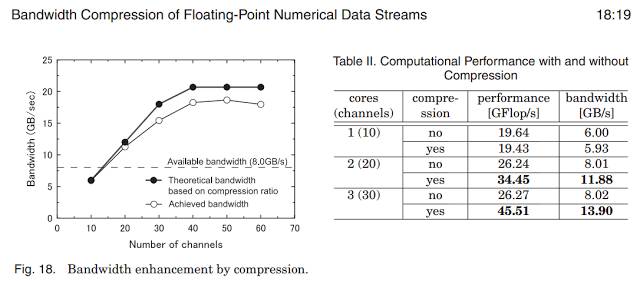 Bandwidth Compression of Floating-Point Numerical Data Streams 18:19
25
20
15
10
5
0
Bandwidth (GB/sec)
Available bandwidth (8.0GB/s)
Theoretical bandwidth
based on compression ratio
Achieved bandwidth
0 10 20 30 40 50 60 70
Number of channels
Fig. 18. Bandwidth enhancement by compression.
Table II. Computational Performance with and without
Compression
cores compre- performance bandwidth
(channels) ssion [GFlop/s] [GB/s]
1 (10) no 19.64 6.00
yes 19.43 5.93
2 (20) no 26.24 8.01
yes 34.45 11.88
3 (30) no 26.27 8.02
yes 45.51 13.90